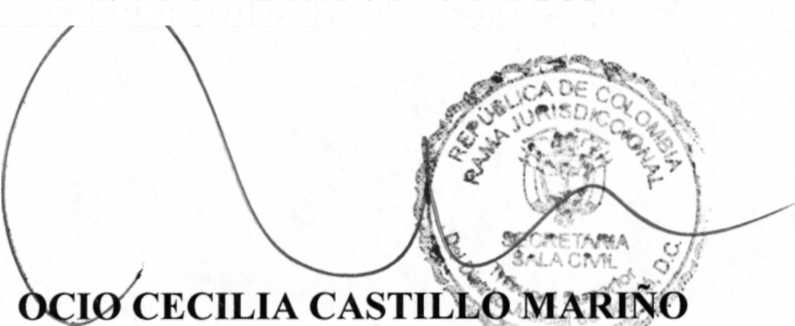 REPÚBLICA DE COLOMBIA
RAMA JURISDICCIONAL
SECRETARIA
SALA CIVIL
D.C.
OCIO CECILIA CASTILLO MARIÑO